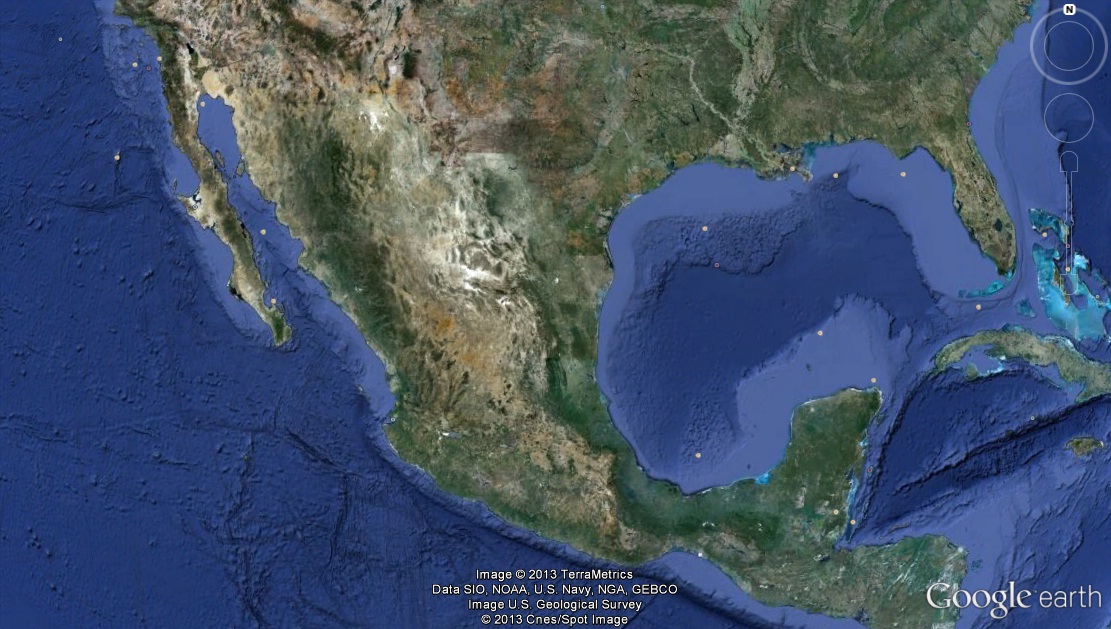 N
Image © 2013 TerraMetrics
Data SIO, NOAA, U.S. Navy, NGA, GEBCO
Image U.S. Geological Survey
© 2013 Cnes/Spot Image
Google earth